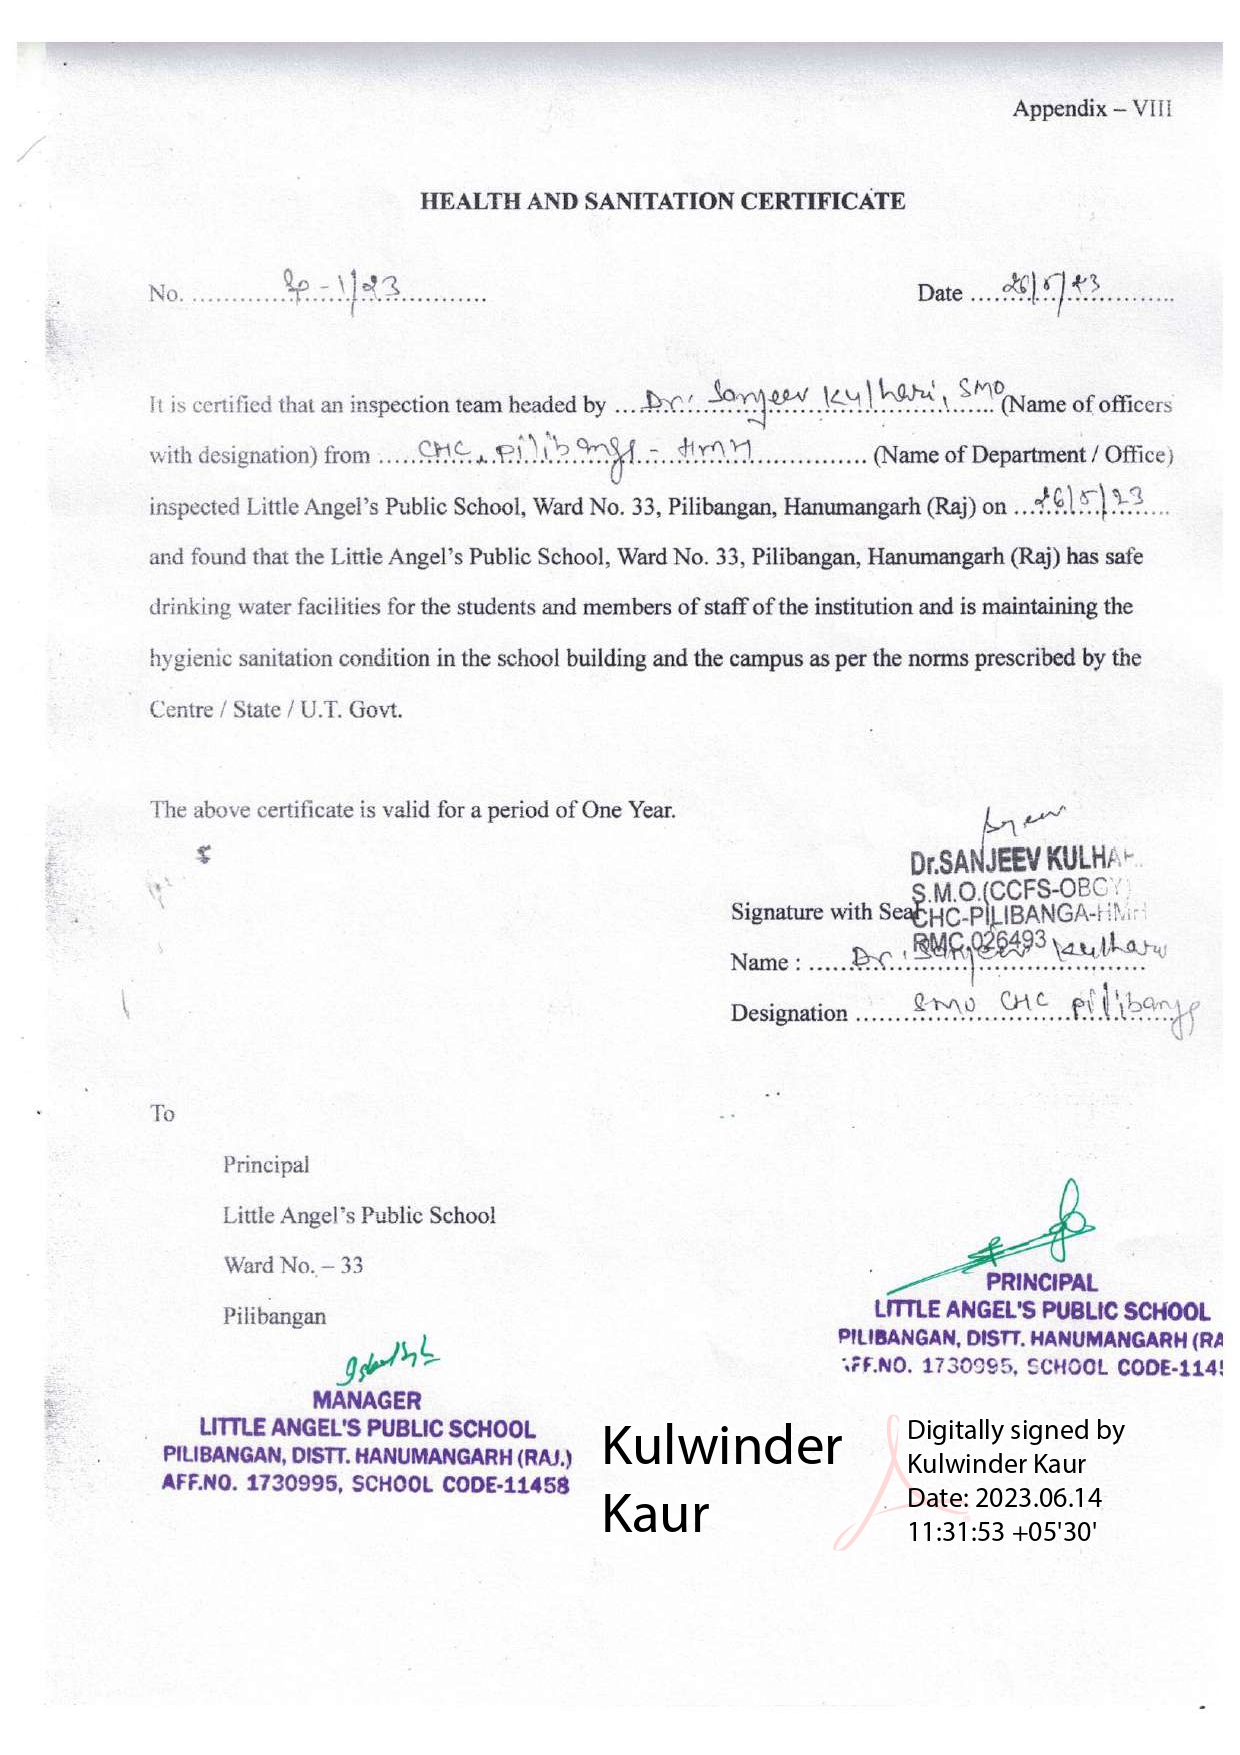 Appendix – VIII
HEALTH AND SANITATION CERTIFICATE
No. .................... - 1/23 ................
Date ....26/5/23............
It is certified that an inspection team headed by ...Dr. Sanjeev Kulhari, SMO (Name of officers
with designation) from ......CHC, pilibanga - HMH.................. (Name of Department / Office)
inspected Little Angel's Public School, Ward No. 33, Pilibangan, Hanumangarh (Raj) on ...26/5/23....
and found that the Little Angel's Public School, Ward No. 33, Pilibangan, Hanumangarh (Raj) has safe
drinking water facilities for the students and members of staff of the institution and is maintaining the
hygienic sanitation condition in the school building and the campus as per the norms prescribed by the
Centre / State / U.T. Govt.
The above certificate is valid for a period of One Year.
Dr.SANJEEV KULHA
S.M.O.(CCFS-OBGY)
Signature with Seal
CHC-PILIBANGA-HMH
RMC.026493
Name : ......Dr. Sanjeev Kulhari
Designation ........SMO CHC pilibanga
To
Principal
Little Angel's Public School
Ward No. – 33
Pilibangan
PRINCIPAL
LITTLE ANGEL'S PUBLIC SCHOOL
PILIBANGAN, DISTT. HANUMANGARH (RA
AFF.NO. 1730995, SCHOOL CODE-1145
MANAGER
LITTLE ANGEL'S PUBLIC SCHOOL
PILIBANGAN, DISTT. HANUMANGARH (RAJ.)
AFF.NO. 1730995, SCHOOL CODE-11458
Kulwinder
Kaur
Digitally signed by
Kulwinder Kaur
Date: 2023.06.14
11:31:53 +05'30'